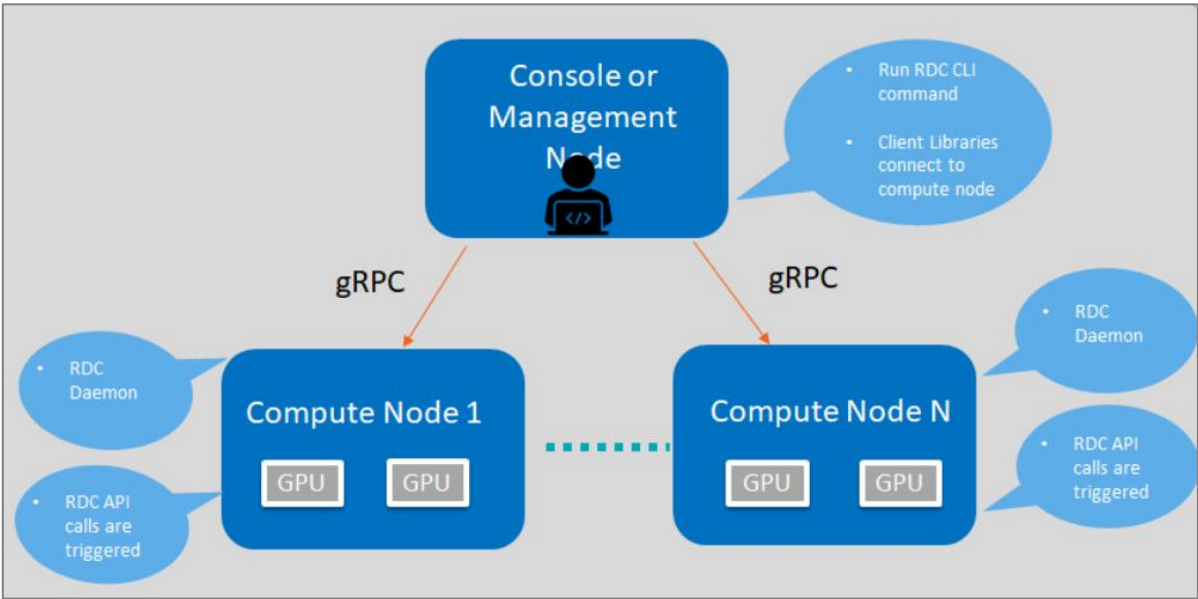 Console or
Management
Node
</>
• Run RDC CLI
command
• Client Libraries
connect to
compute node
gRPC
gRPC
• RDC
Daemon
Compute Node 1
GPU GPU
• RDC API
calls are
triggered
• RDC
Daemon
Compute Node N
GPU GPU
• RDC API
calls are
triggered